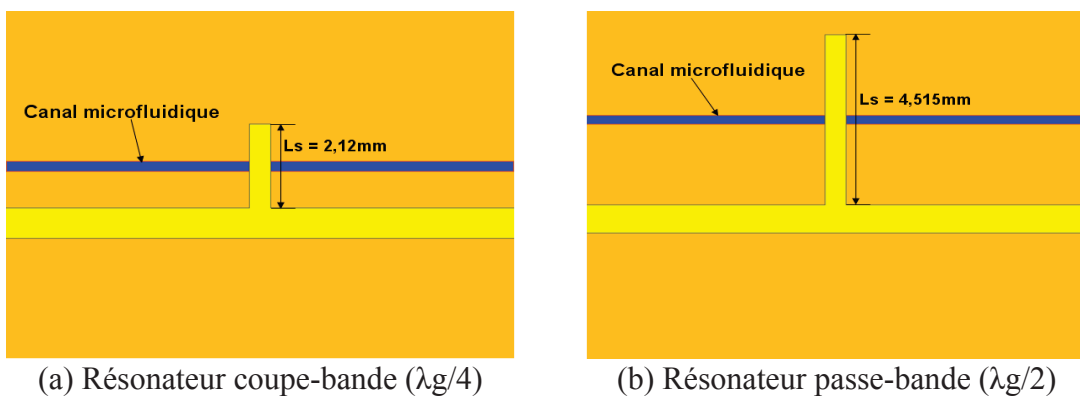 Canal microfluidique
Ls = 2,12mm
(a) Résonateur coupe-bande (λg/4)
Canal microfluidique
Ls = 4,515mm
(b) Résonateur passe-bande (λg/2)